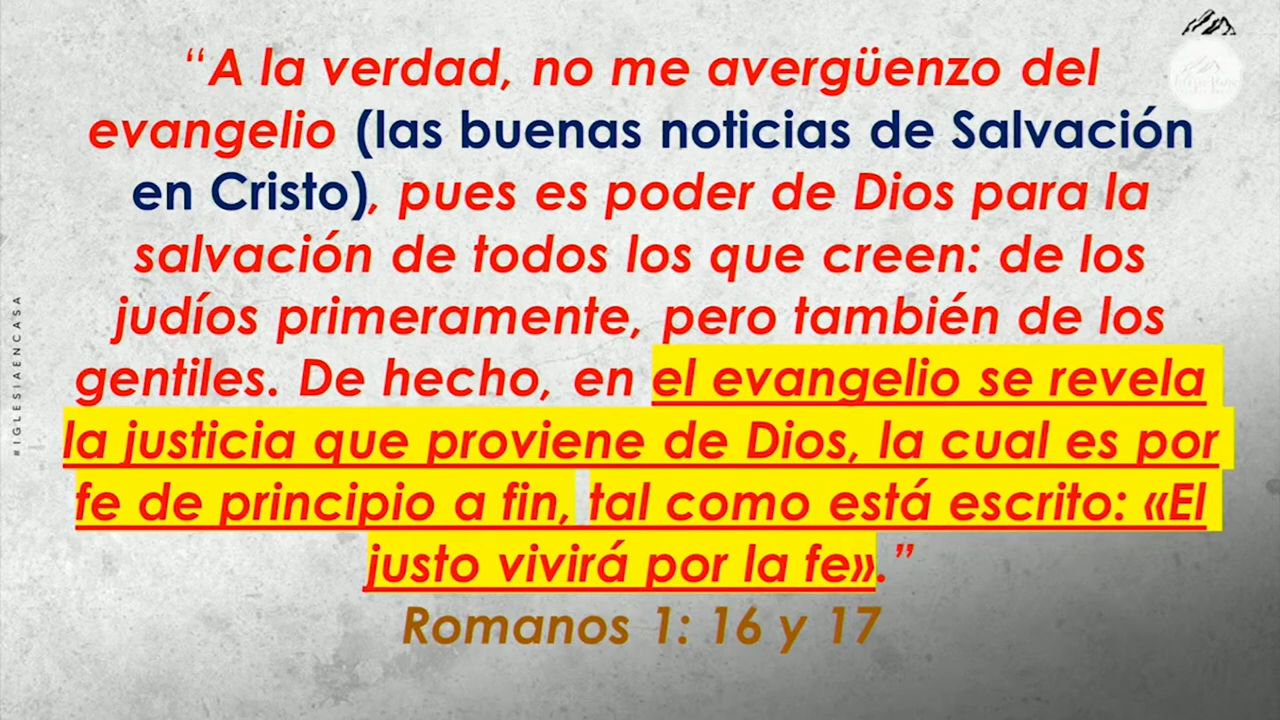 “A la verdad, no me avergüenzo del
evangelio (las buenas noticias de Salvación
en Cristo), pues es poder de Dios para la
salvación de todos los que creen: de los
judíos primeramente, pero también de los
gentiles. De hecho, en el evangelio se revela
la justicia que proviene de Dios, la cual es por
fe de principio a fin, tal como está escrito: «El
justo vivirá por la fe».”
Romanos 1: 16 y 17
#IGLESIAENCASA